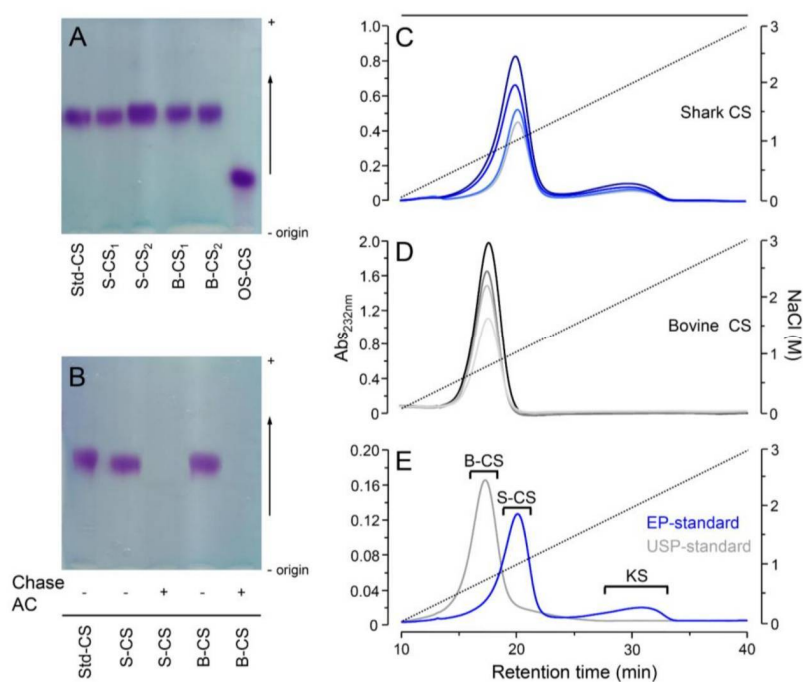 A
+
- origin
Std-CS
S-CS1
S-CS2
B-CS1
B-CS2
OS-CS
B
+
- origin
Chase AC
-
-
+
-
+
Std-CS
S-CS
S-CS
B-CS
B-CS
C
1.0
0.8
0.6
0.4
0.2
0
3
2
1
0
Shark CS
D
2.0
1.6
1.2
0.8
0.4
0
3
2
1
0
Bovine CS
Abs232nm
NaCl (M)
E
0.20
0.16
0.12
0.08
0.04
0
3
2
1
0
B-CS
S-CS
EP-standard
USP-standard
KS
10
20
30
40
Retention time (min)